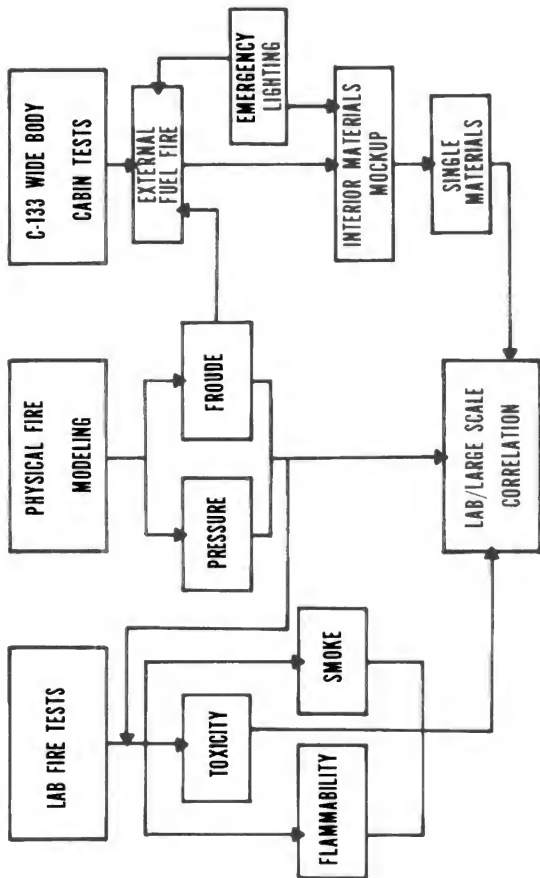 LAB FIRE TESTS
PHYSICAL FIRE
MODELING
C-133 WIDE BODY
CABIN TESTS
TOXICITY
FLAMMABILITY
SMOKE
PRESSURE
FROUDE
EXTERNAL
FUEL FIRE
EMERGENCY
LIGHTING
INTERIOR MATERIALS
MOCKUP
SINGLE
MATERIALS
LAB/LARGE SCALE
CORRELATION